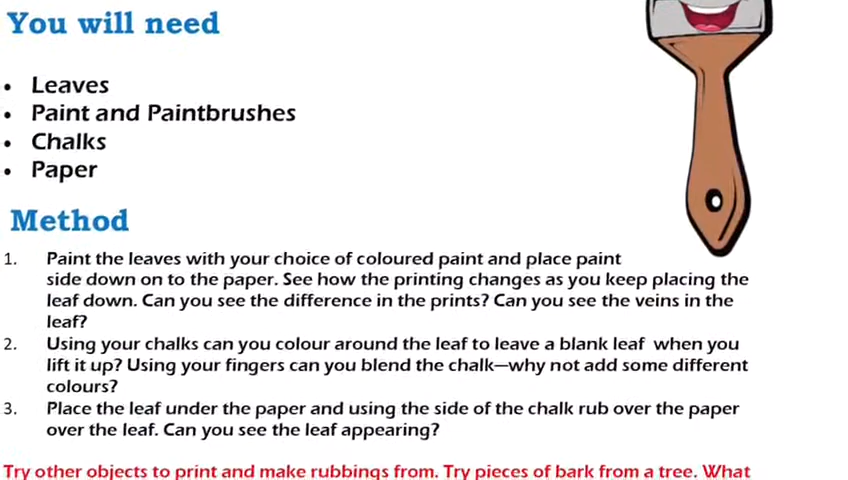 You will need
• Leaves
• Paint and Paintbrushes
• Chalks
• Paper
Method
1. Paint the leaves with your choice of coloured paint and place paint
side down on to the paper. See how the printing changes as you keep placing the
leaf down. Can you see the difference in the prints? Can you see the veins in the
leaf?
2. Using your chalks can you colour around the leaf to leave a blank leaf when you
lift it up? Using your fingers can you blend the chalk—why not add some different
colours?
3. Place the leaf under the paper and using the side of the chalk rub over the paper
over the leaf. Can you see the leaf appearing?
Try other objects to print and make rubbings from. Try pieces of bark from a tree. What